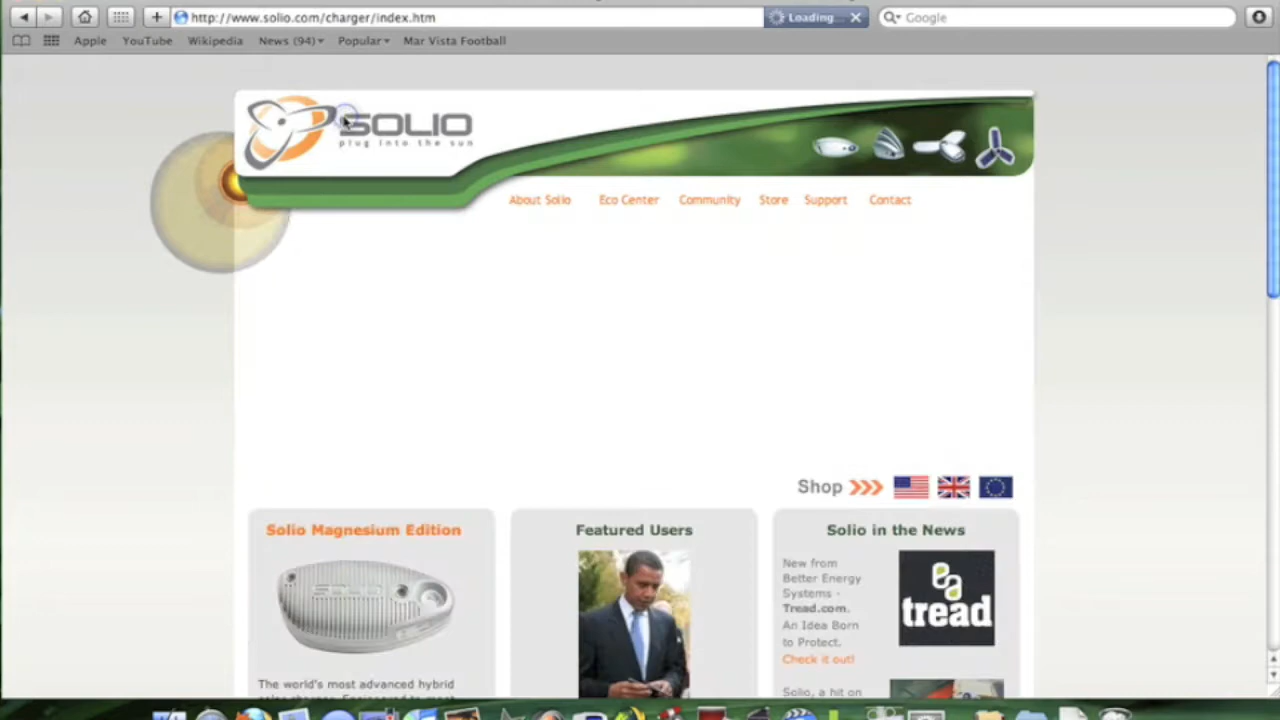 http://www.solio.com/charger/index.htm
Loading...
Google
Apple
YouTube
Wikipedia
News (94)
Popular
Mar Vista Football
SOLIO
plug into the sun
About Solio
Eco Center
Community
Store
Support
Contact
Shop
Solio Magnesium Edition
The world's most advanced hybrid
Featured Users
Solio in the News
New from
Better Energy
Systems -
Tread.com.
An Idea Born
to Protect.
Check it out!
tread
Solio, a hit on